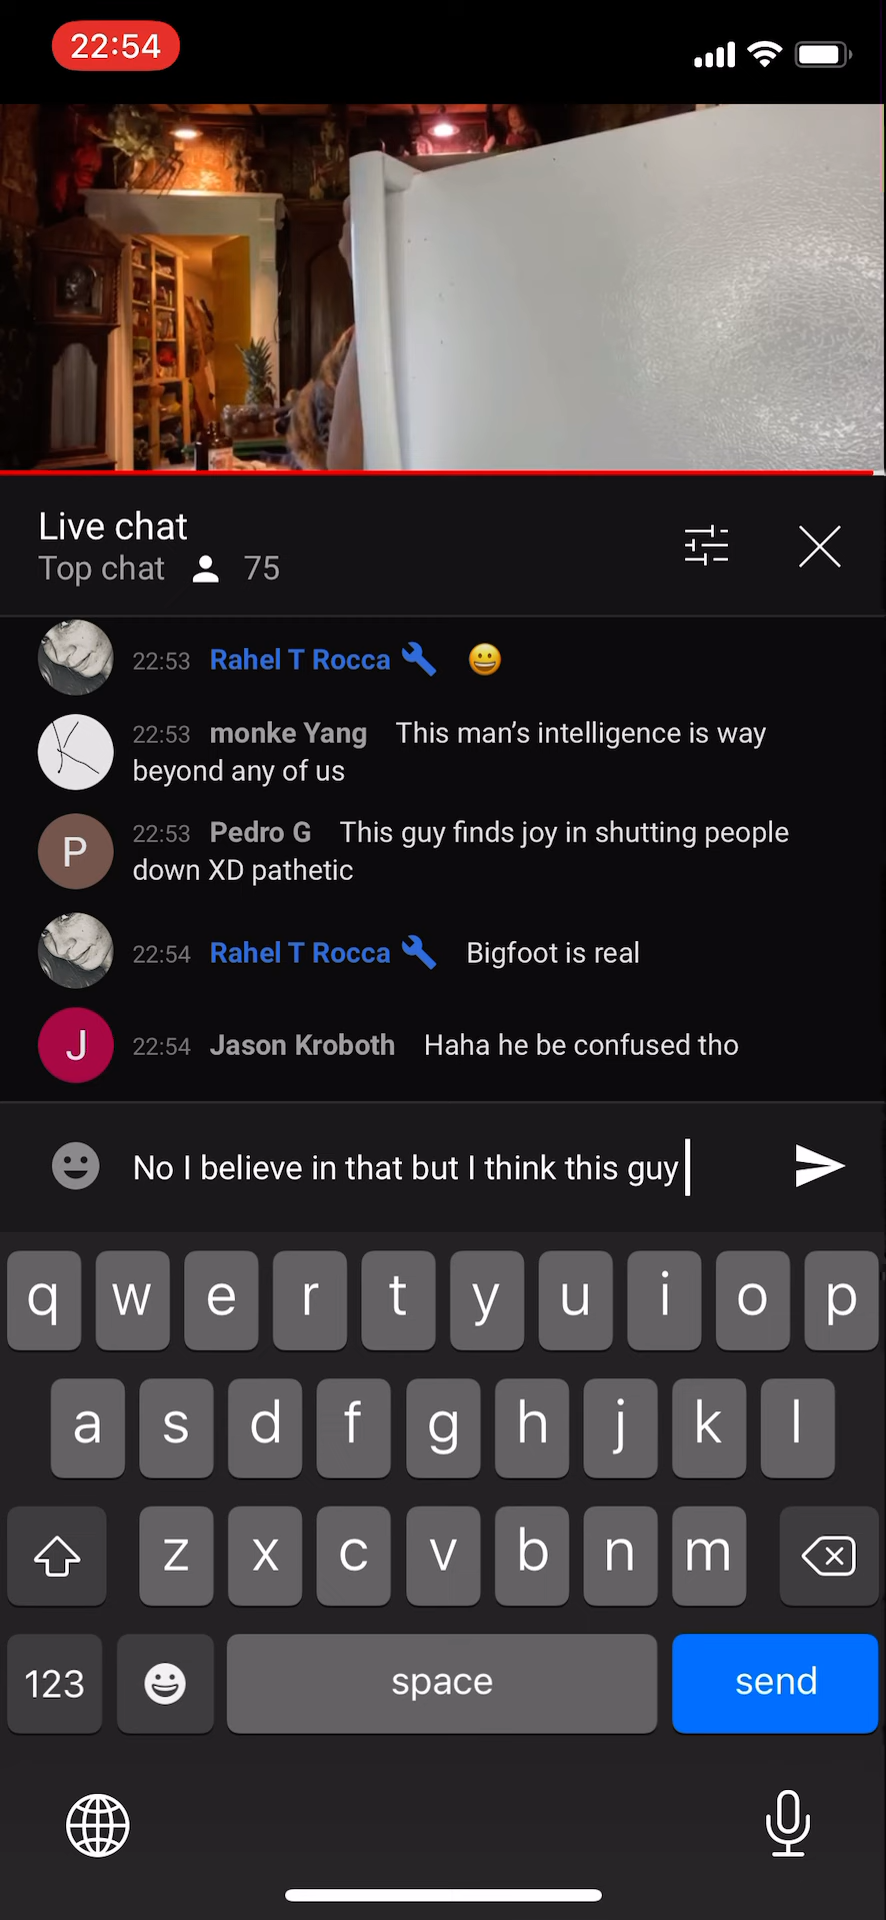 22:54
Live chat
Top chat 75
22:53 Rahel T Rocca 😀
22:53 monke Yang This man’s intelligence is way
beyond any of us
P
22:53 Pedro G This guy finds joy in shutting people
down XD pathetic
22:54 Rahel T Rocca Bigfoot is real
J
22:54 Jason Kroboth Haha he be confused tho
No I believe in that but I think this guy
q w e r t y u i o p
a s d f g h j k l
z x c v b n m
123 space send